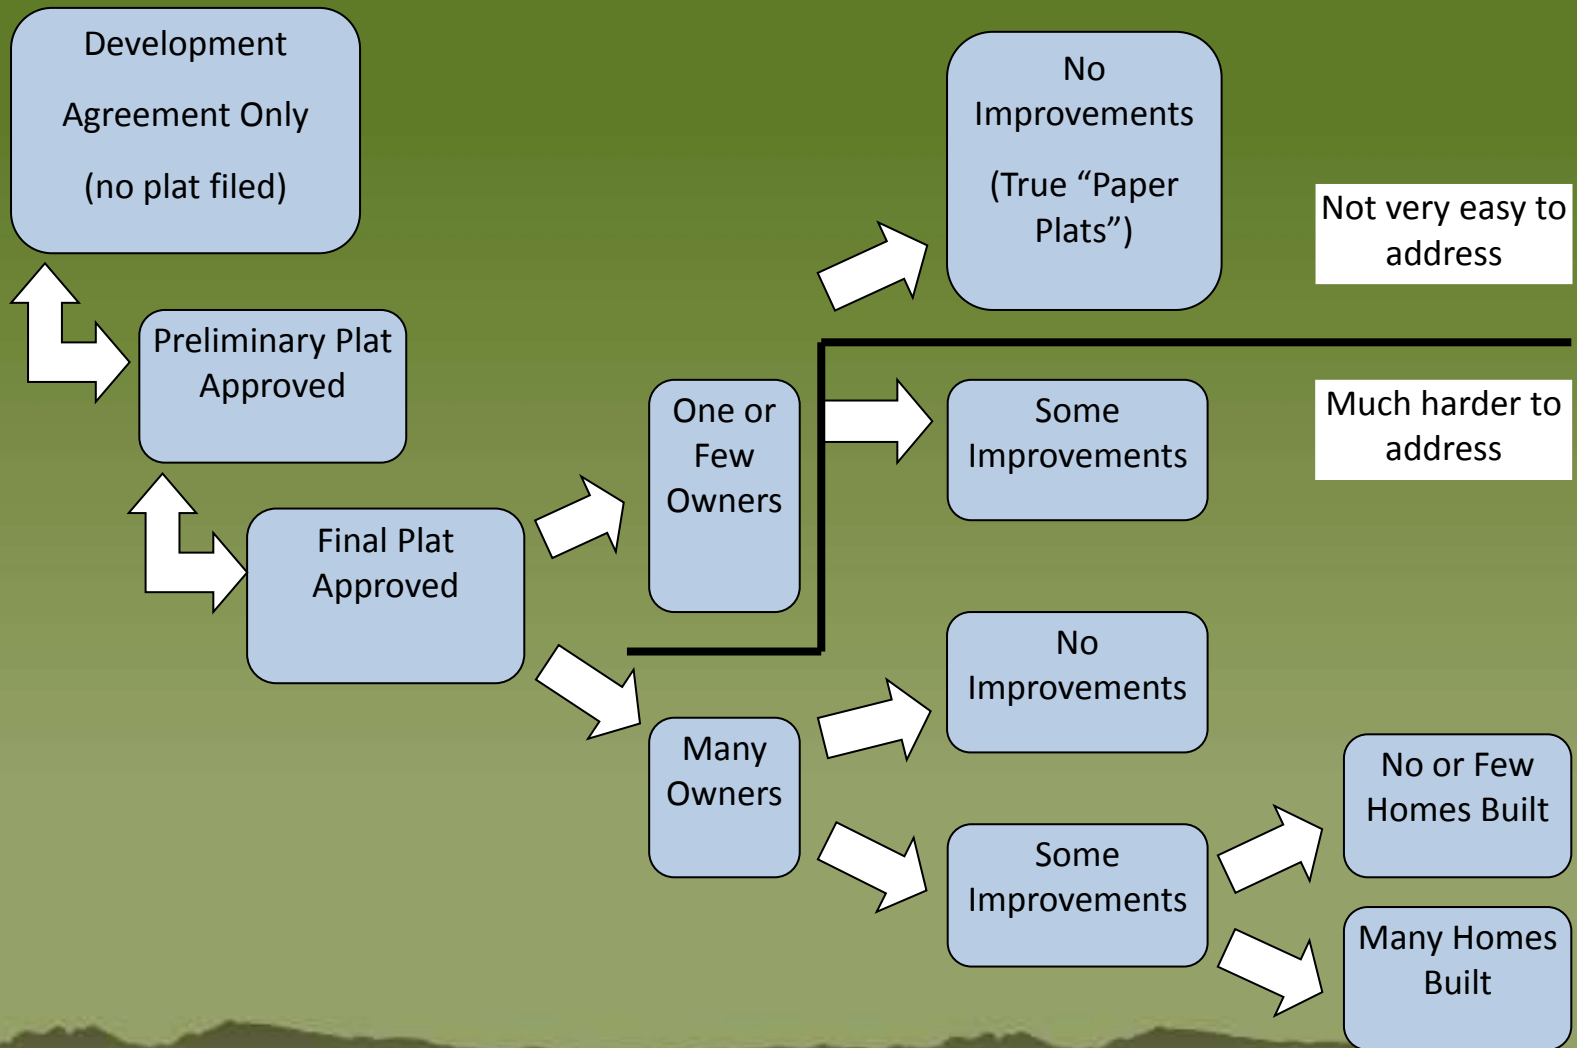 Development
Agreement Only
(no plat filed)
No
Improvements
(True “Paper
Plats”)
Not very easy to
address
Preliminary Plat
Approved
One or
Few
Owners
Some
Improvements
Much harder to
address
Final Plat
Approved
No
Improvements
Many
Owners
No or Few
Homes Built
Some
Improvements
Many Homes
Built